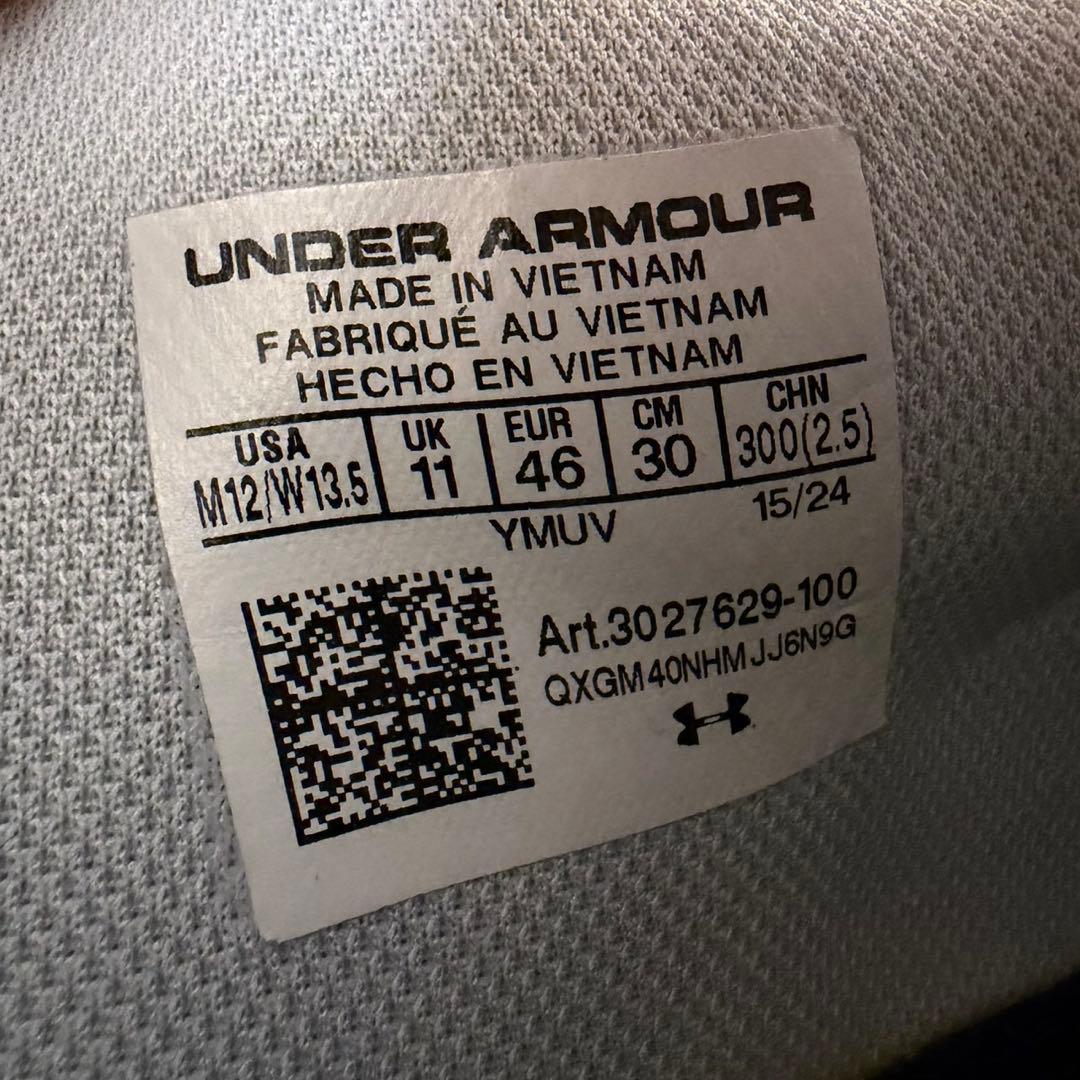 UNDER ARMOUR
MADE IN VIETNAM
FABRIQUÉ AU VIETNAM
HECHO EN VIETNAM
USA UK EUR CM CHN
M12/W13.5 11 46 30 300(2.5)
YMUV 15/24
Art.3027629-100
QXGM40NHMJJ6N9G